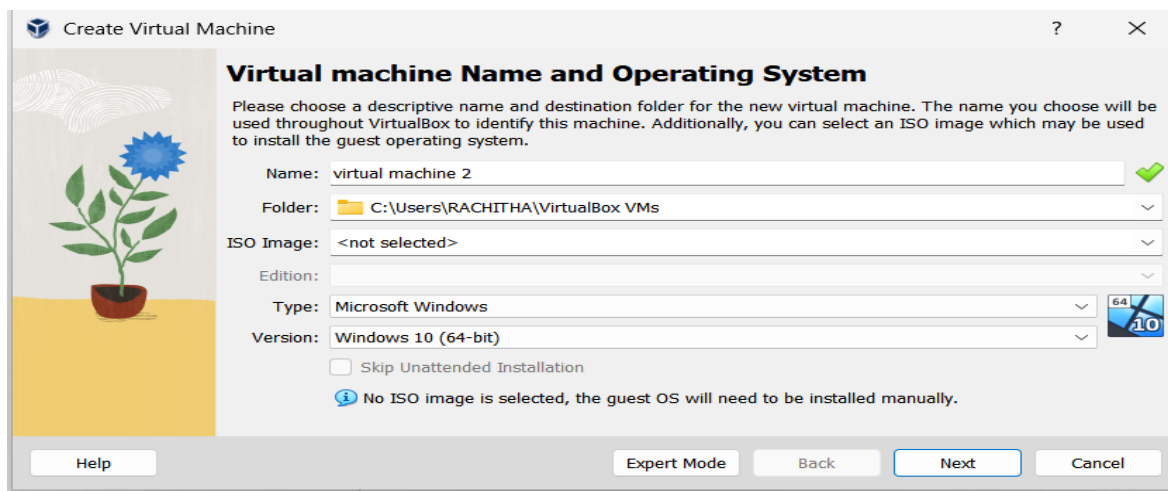 Create Virtual Machine
?
Virtual machine Name and Operating System
Please choose a descriptive name and destination folder for the new virtual machine. The name you choose will be
used throughout VirtualBox to identify this machine. Additionally, you can select an ISO image which may be used
to install the guest operating system.
Name: virtual machine 2
Folder: C:\Users\RACHITHA\VirtualBox VMs
ISO Image: <not selected>
Edition:
Type: Microsoft Windows
64
10
Version: Windows 10 (64-bit)
Skip Unattended Installation
No ISO image is selected, the guest OS will need to be installed manually.
Help Expert Mode Back Next Cancel